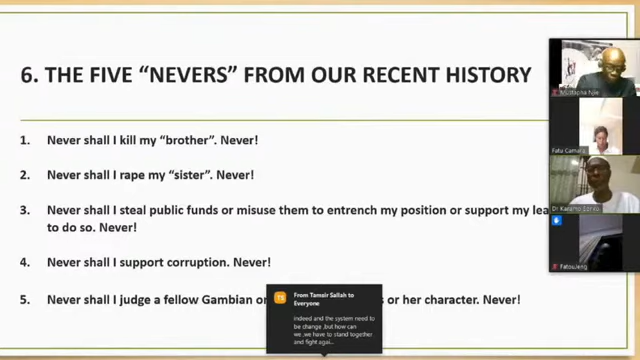 6. THE FIVE “NEVERS” FROM OUR RECENT HISTORY
1. Never shall I kill my “brother”. Never!
2. Never shall I rape my “sister”. Never!
3. Never shall I steal public funds or misuse them to entrench my position or support my lea
to do so. Never!
4. Never shall I support corruption. Never!
5. Never shall I judge a fellow Gambian or or her character. Never!
TS From Tamsir Sallah to
Everyone
Indeed and the system need to
be change ,but how can
we ,we have to stand together
and fight agai...
Mustapha Njie
Fatu Camara
Dr Karamo
Fatou